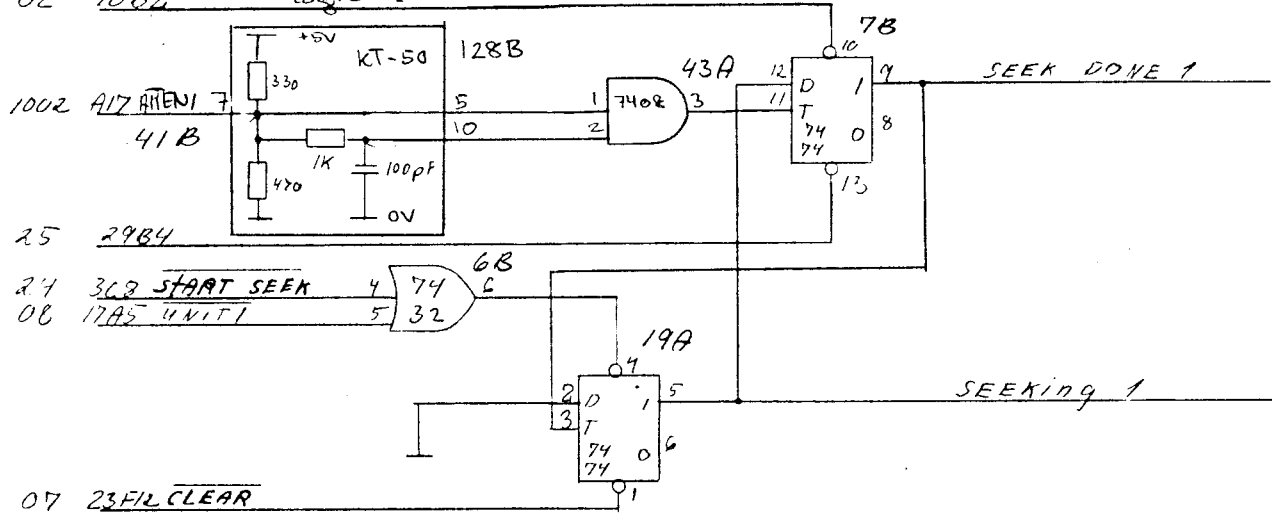 7B
+5V
KT-50
128B
10
330
43A
12 D 1 9
SEEK DONE 1
1002 A17 ATTEN1 7
5
1
7408
3
11 T
41B
10
2
74
74
0 8
1K
100pF
470
13
0V
25 29B4
6B
24 3C8 START SEEK 4
74
6
08 17A5 UNIT1 5
32
19A
4
2 D 1 5
SEEKing 1
3 T
74
74
0 6
07 23F12 CLEAR
1